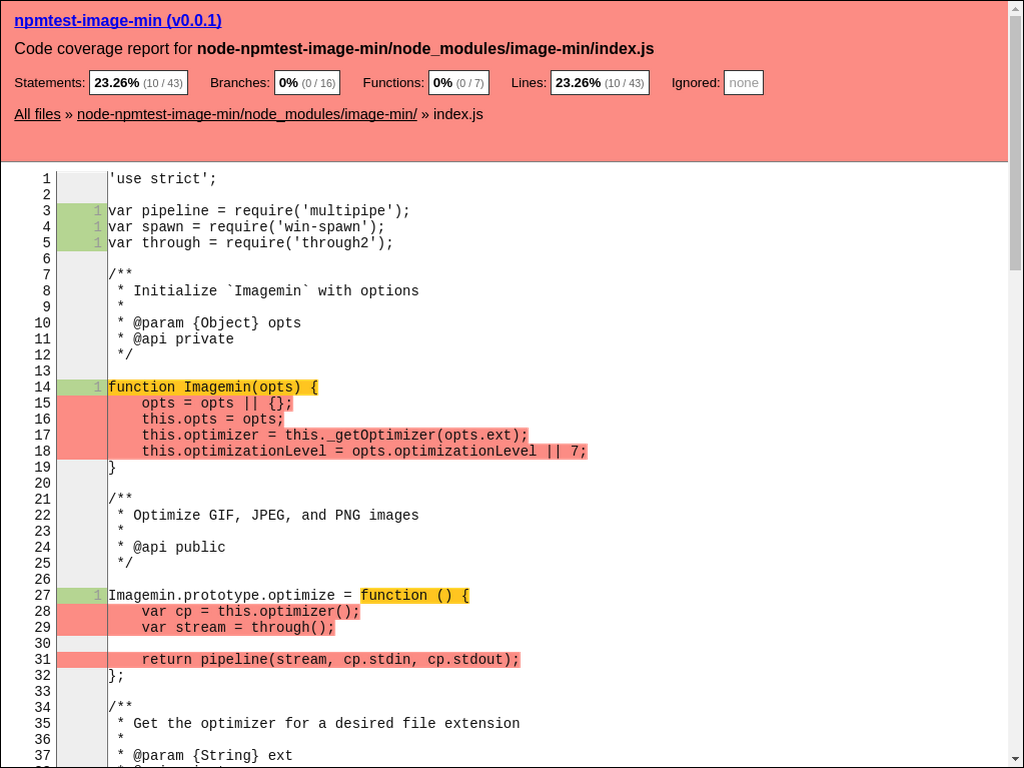 npmtest-image-min (v0.0.1)
Code coverage report for node-npmtest-image-min/node_modules/image-min/index.js
Statements: 23.26% (10 / 43) Branches: 0% (0 / 16) Functions: 0% (0 / 7) Lines: 23.26% (10 / 43) Ignored: none
All files » node-npmtest-image-min/node_modules/image-min/ » index.js
1 'use strict';
2
3 1 var pipeline = require('multipipe');
4 1 var spawn = require('win-spawn');
5 1 var through = require('through2');
6
7 /**
8 * Initialize `Imagemin` with options
9 *
10 * @param {Object} opts
11 * @api private
12 */
13
14 1 function Imagemin(opts) {
15 opts = opts || {};
16 this.opts = opts;
17 this.optimizer = this._getOptimizer(opts.ext);
18 this.optimizationLevel = opts.optimizationLevel || 7;
19 }
20
21 /**
22 * Optimize GIF, JPEG, and PNG images
23 *
24 * @api public
25 */
26
27 1 Imagemin.prototype.optimize = function () {
28 var cp = this.optimizer();
29 var stream = through();
30
31 return pipeline(stream, cp.stdin, cp.stdout);
32 };
33
34 /**
35 * Get the optimizer for a desired file extension
36 *
37 * @param {String} ext